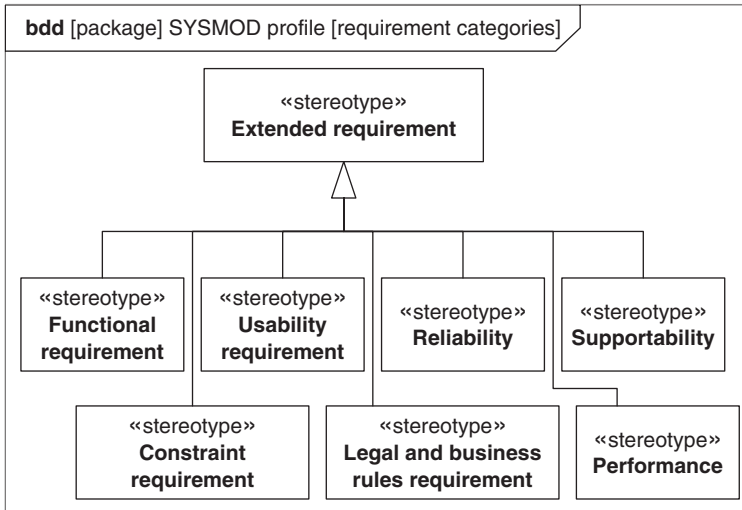 bdd [package] SYSMOD profile [requirement categories]
«stereotype»
Extended requirement
«stereotype»
Functional
requirement
«stereotype»
Usability
requirement
«stereotype»
Reliability
«stereotype»
Supportability
«stereotype»
Constraint
requirement
«stereotype»
Legal and business
rules requirement
«stereotype»
Performance